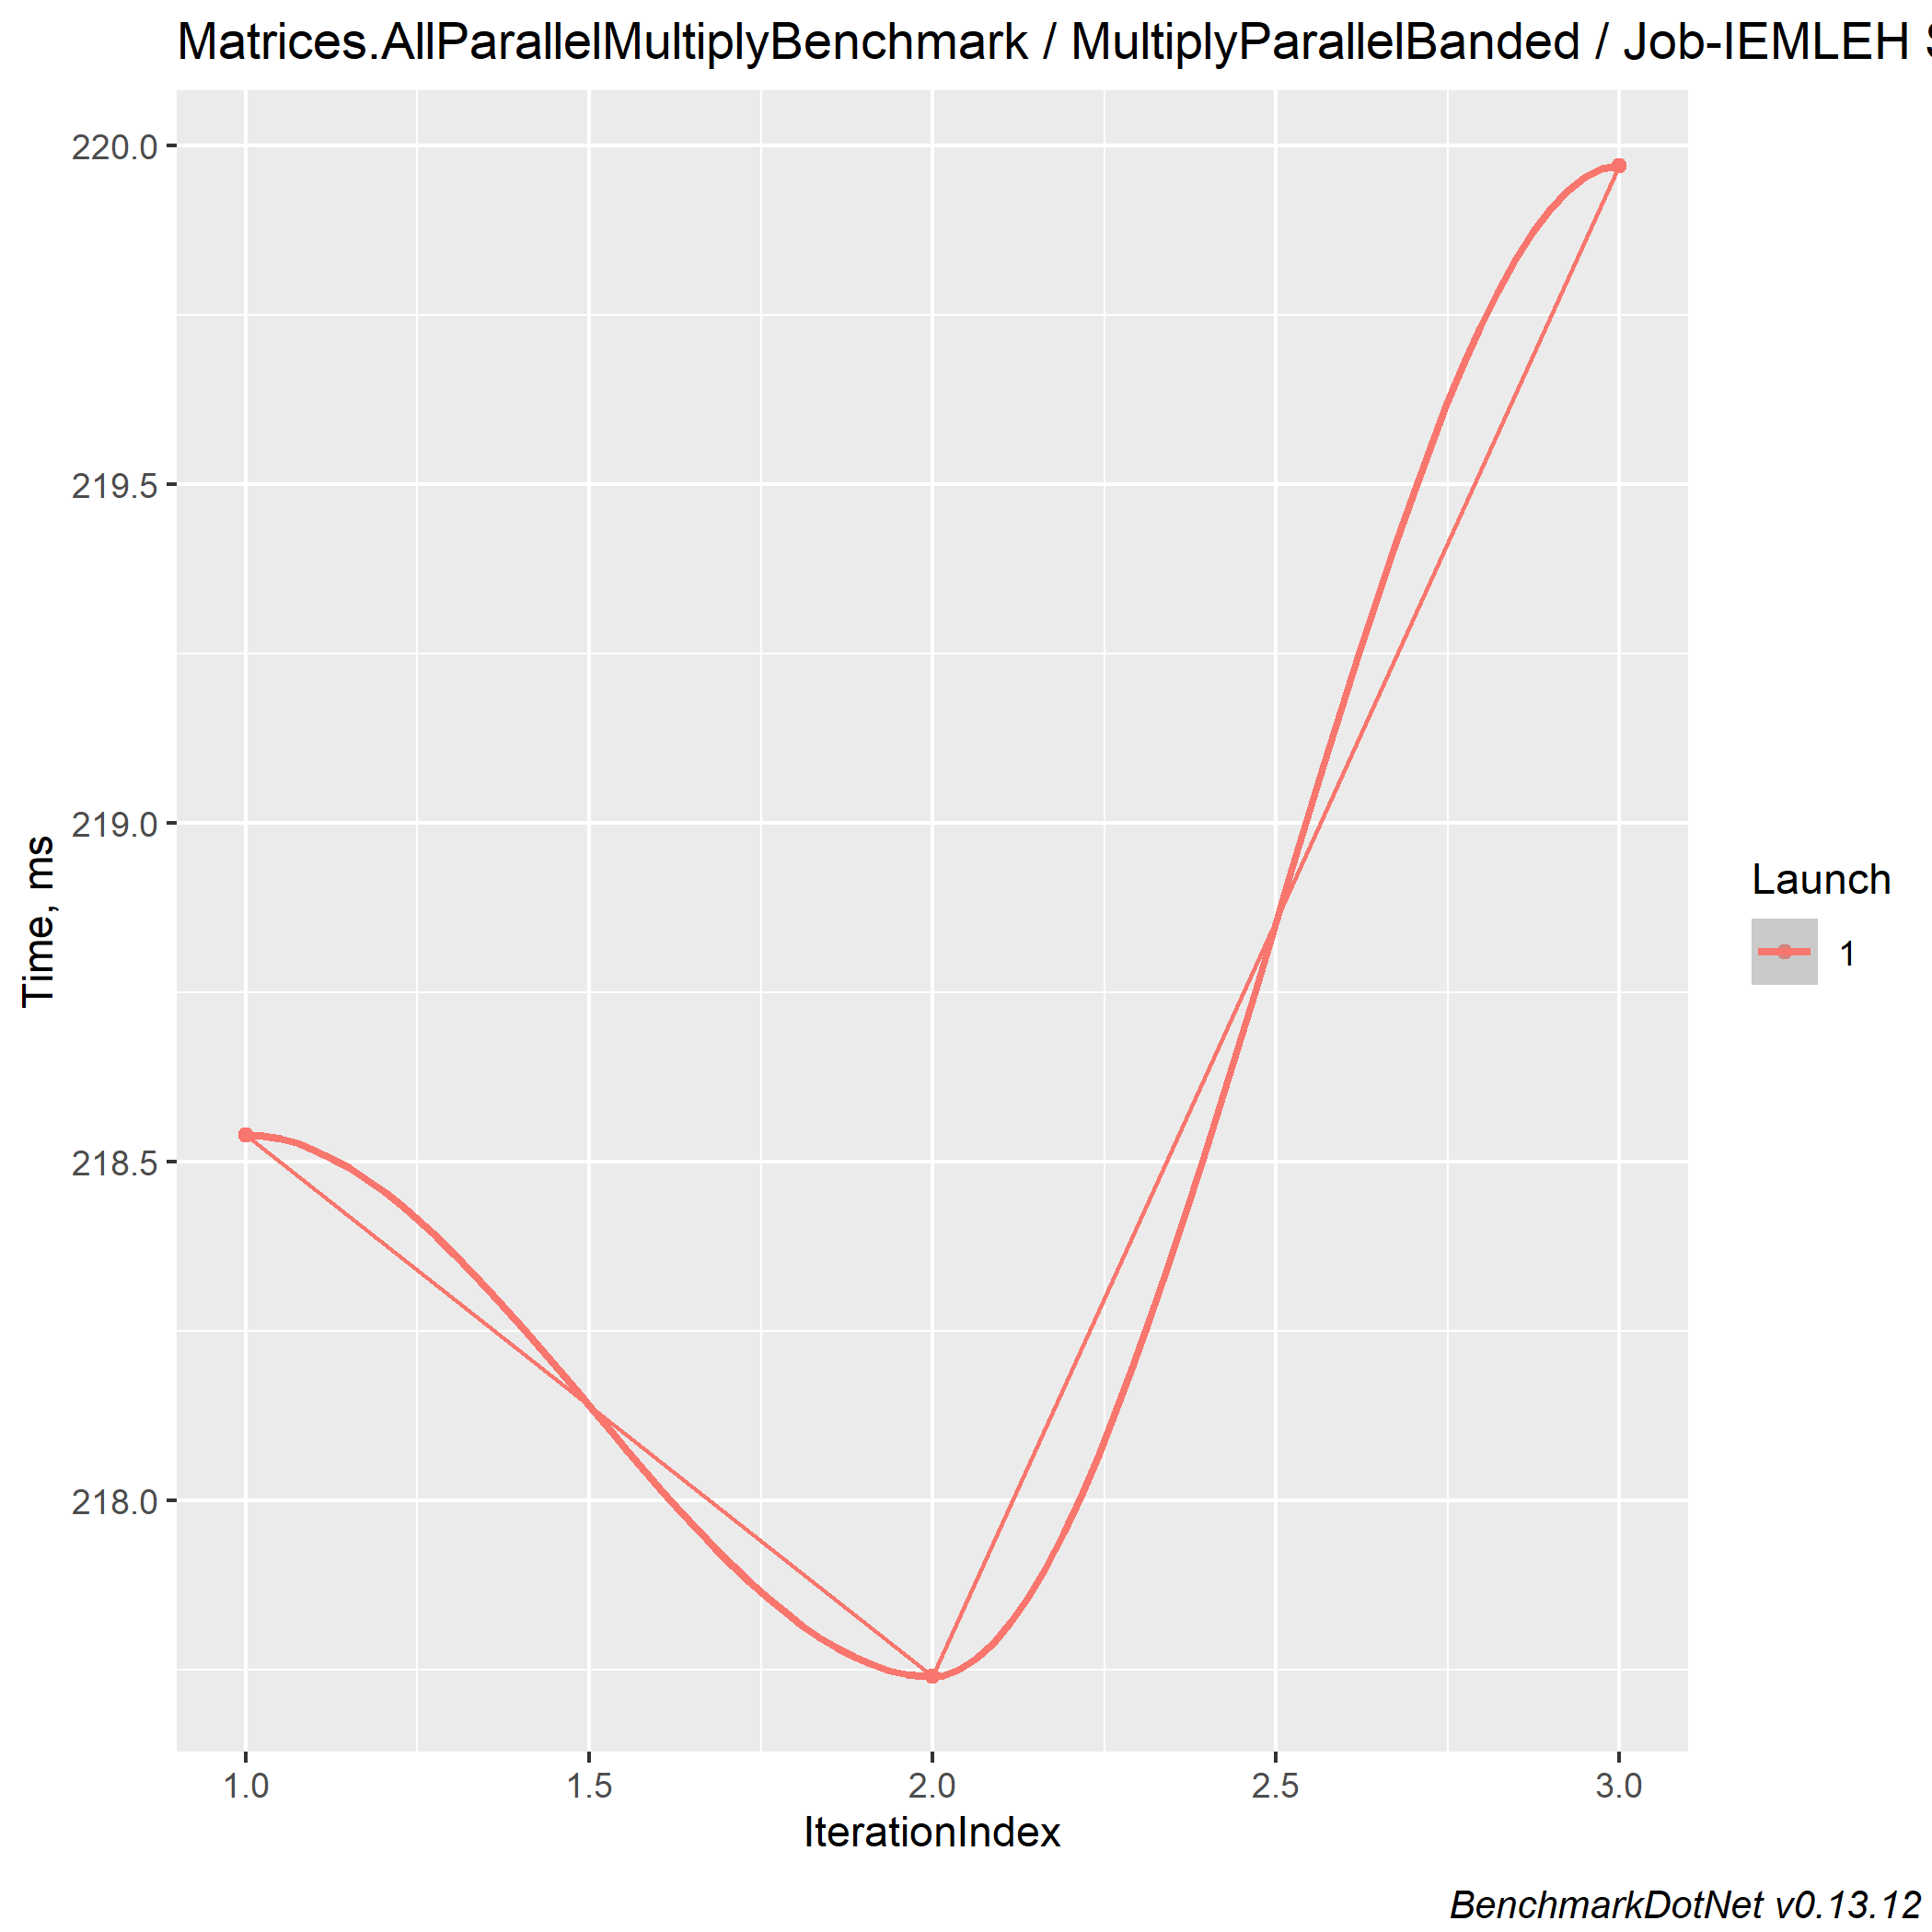 Matrices.AllParallelMultiplyBenchmark / MultiplyParallelBanded / Job-IEMLEH
220.0
219.5
219.0
218.5
218.0
Time, ms
1.0 1.5 2.0 2.5 3.0
IterationIndex
Launch
1
BenchmarkDotNet v0.13.12